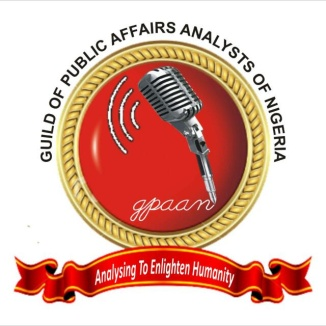 GUILD OF PUBLIC AFFAIRS ANALYSTS OF NIGERIA
gpaan
Analysing To Enlighten Humanity